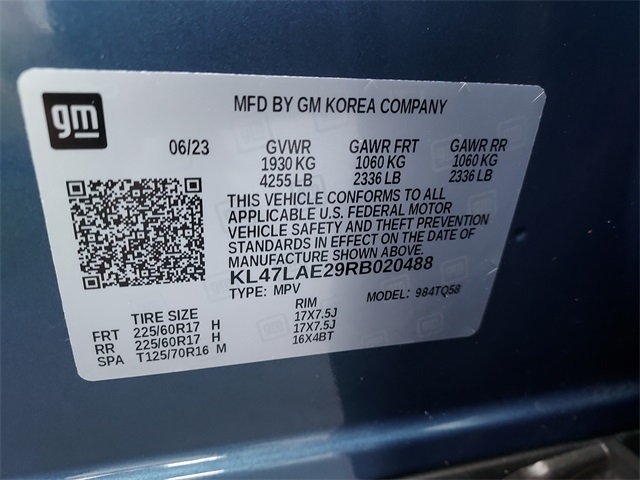 gm
MFD BY GM KOREA COMPANY
06/23 GVWR GAWR FRT GAWR RR
1930 KG 1060 KG 1060 KG
4255 LB 2336 LB 2336 LB
THIS VEHICLE CONFORMS TO ALL
APPLICABLE U.S. FEDERAL MOTOR
VEHICLE SAFETY AND THEFT PREVENTION
STANDARDS IN EFFECT ON THE DATE OF
MANUFACTURE SHOWN ABOVE.
KL47LAE29RB020488
TYPE: MPV MODEL: 984TQ58
TIRE SIZE RIM
FRT 225/60R17 H 17X7.5J
RR 225/60R17 H 17X7.5J
SPA T125/70R16 M 16X4BT